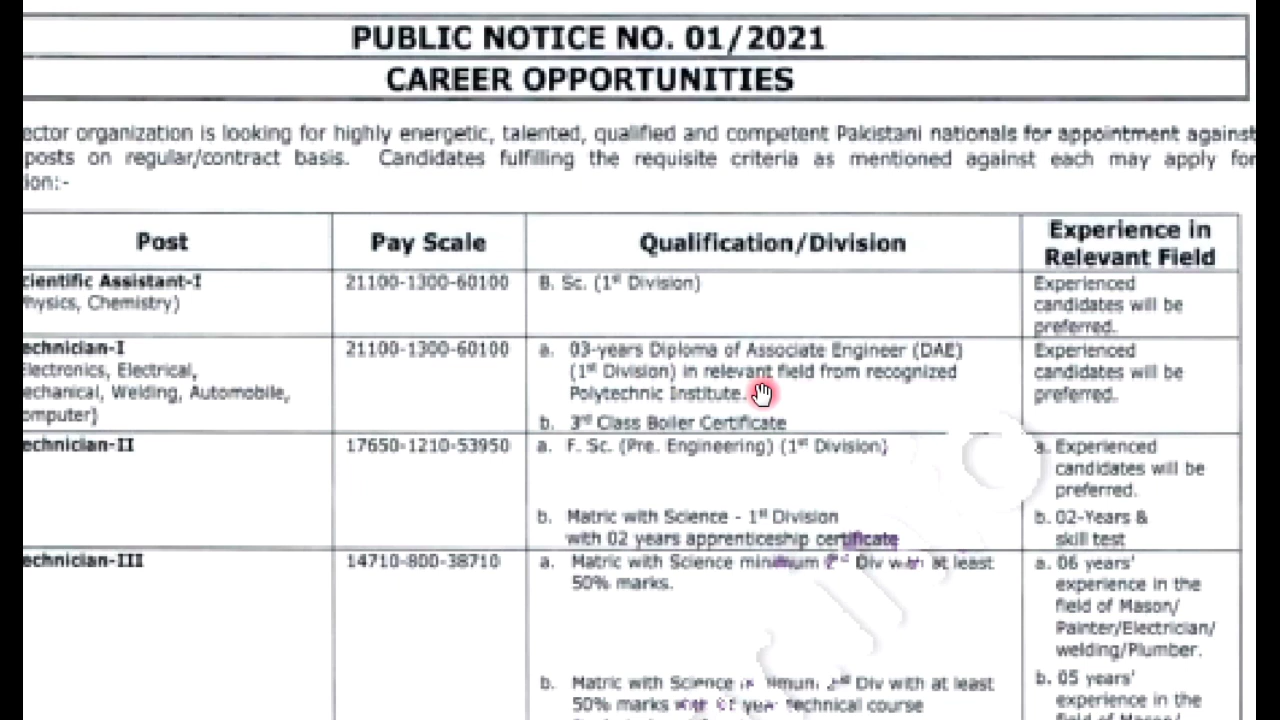 PUBLIC NOTICE NO. 01/2021
CAREER OPPORTUNITIES
ector organization is looking for highly energetic, talented, qualified and competent Pakistani nationals for appointment against
posts on regular/contract basis. Candidates fulfilling the requisite criteria as mentioned against each may apply for
ion:-
Post
Pay Scale
Qualification/Division
Experience in
Relevant Field
cientific Assistant-I
hysics, Chemistry)
21100-1300-60100
B. Sc. (1st Division)
Experienced
candidates will be
preferred.
echnician-I
lectronics, Electrical,
echanical, Welding, Automobile,
omputer)
21100-1300-60100
a. 03-years Diploma of Associate Engineer (DAE)
(1st Division) in relevant field from recognized
Polytechnic Institute.
b. 3rd Class Boiler Certificate
Experienced
candidates will be
preferred.
echnician-II
17650-1210-53950
a. F. Sc. (Pre. Engineering) (1st Division)
b. Matric with Science - 1st Division
with 02 years apprenticeship certificate
a. Experienced
candidates will be
preferred.
b. 02-Years &
skill test
echnician-III
14710-800-38710
a. Matric with Science minimum 2nd Div with at least
50% marks.
b. Matric with Science 2nd Div with at least
50% marks with year technical course
a. 06 years'
experience in the
field of Mason/
Painter/Electrician/
welding/Plumber.
b. 05 years'
experience in the
field of Mason/